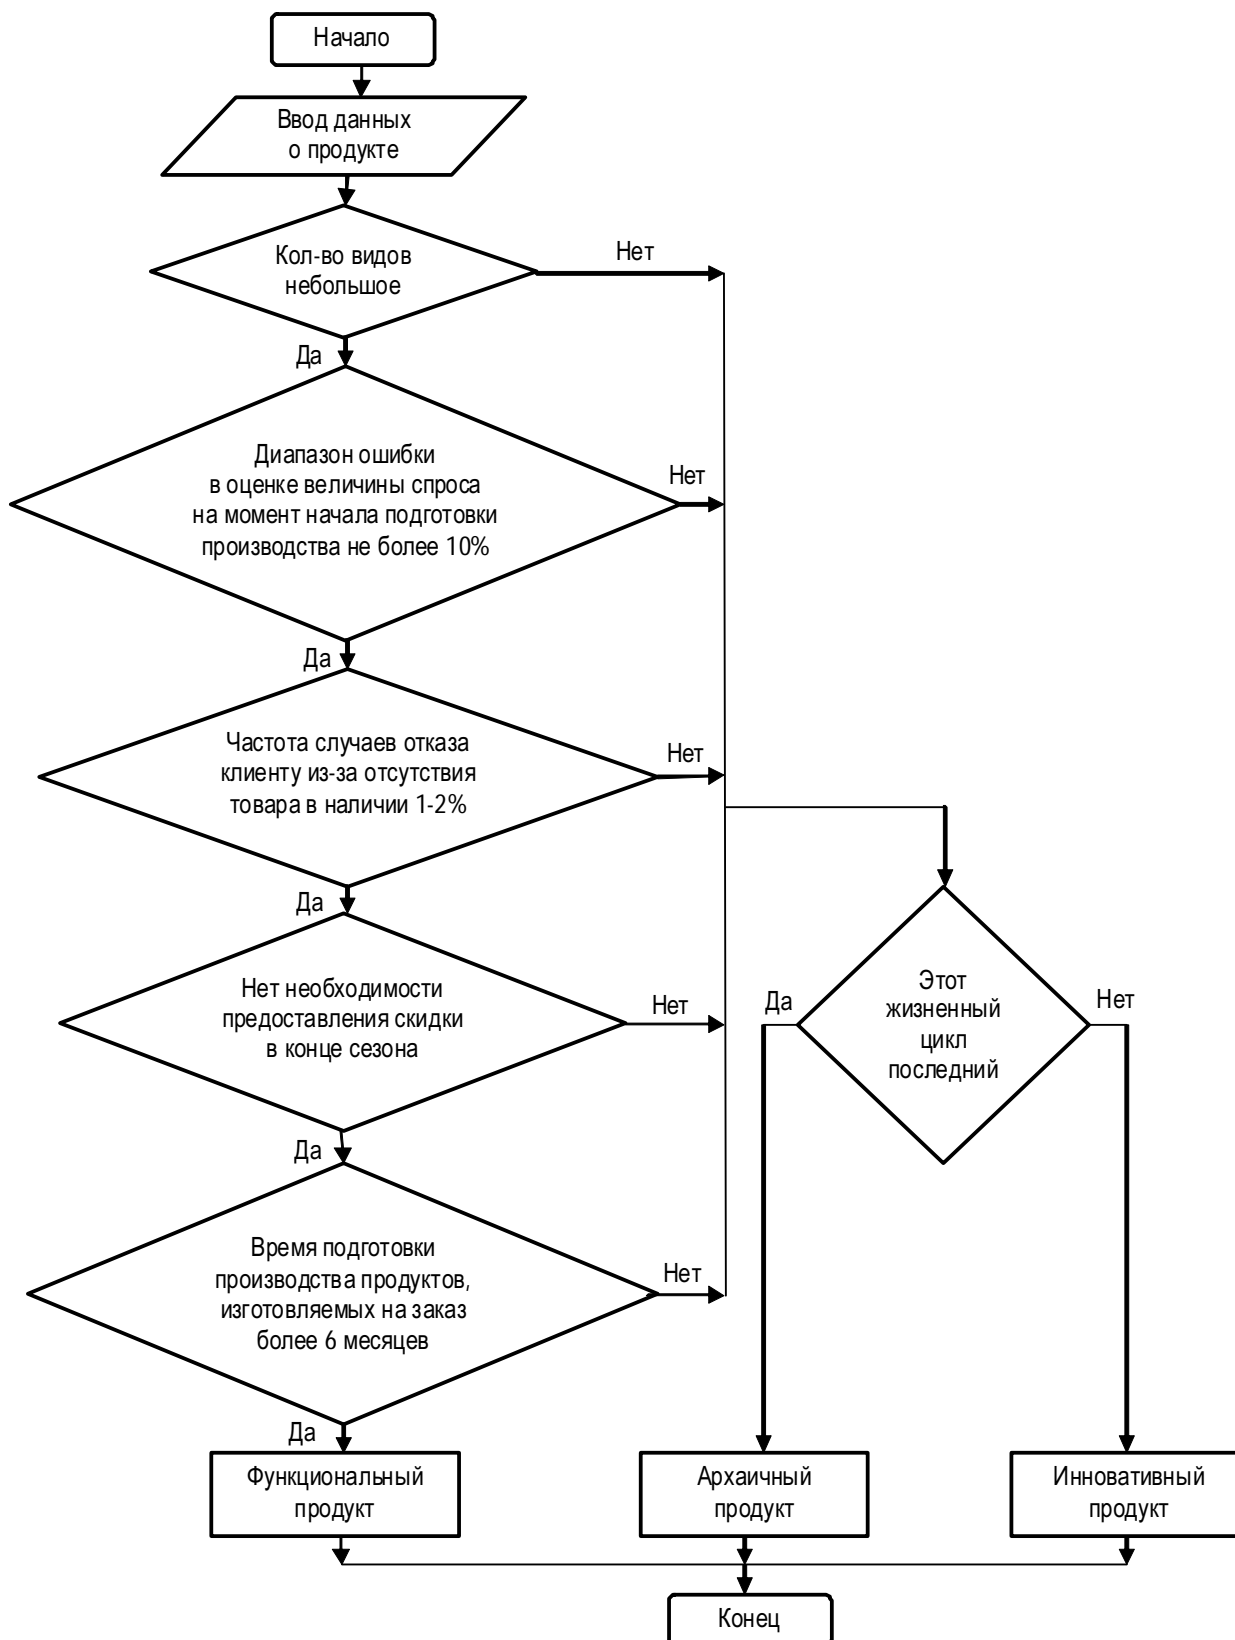 Начало
Ввод данных
о продукте
Кол-во видов
небольшое
Нет
Да
Диапазон ошибки
в оценке величины спроса
на момент начала подготовки
производства не более 10%
Нет
Да
Частота случаев отказа
клиенту из-за отсутствия
товара в наличии 1-2%
Нет
Да
Нет необходимости
предоставления скидки
в конце сезона
Нет
Да
Время подготовки
производства продуктов,
изготовляемых на заказ
более 6 месяцев
Нет
Да
Этот
жизненный
цикл
последний
Да
Нет
Функциональный
продукт
Архаичный
продукт
Инновативный
продукт
Конец